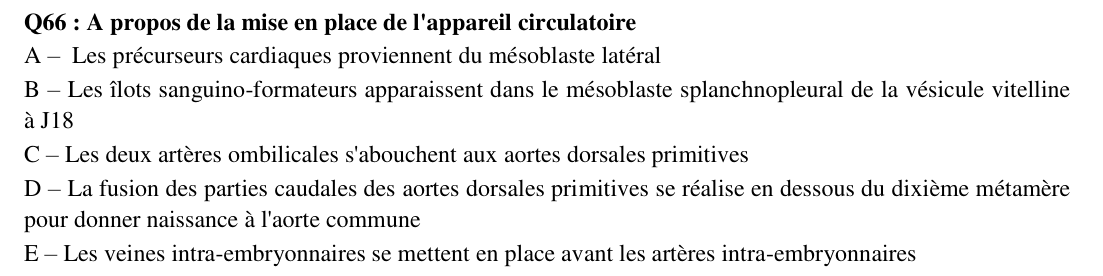 Q66 : A propos de la mise en place de l'appareil circulatoire
A – Les précurseurs cardiaques proviennent du mésoblaste latéral
B – Les îlots sanguino-formateurs apparaissent dans le mésoblaste splanchnopleural de la vésicule vitelline
à J18
C – Les deux artères ombilicales s'abouchent aux aortes dorsales primitives
D – La fusion des parties caudales des aortes dorsales primitives se réalise en dessous du dixième métamère
pour donner naissance à l'aorte commune
E – Les veines intra-embryonnaires se mettent en place avant les artères intra-embryonnaires